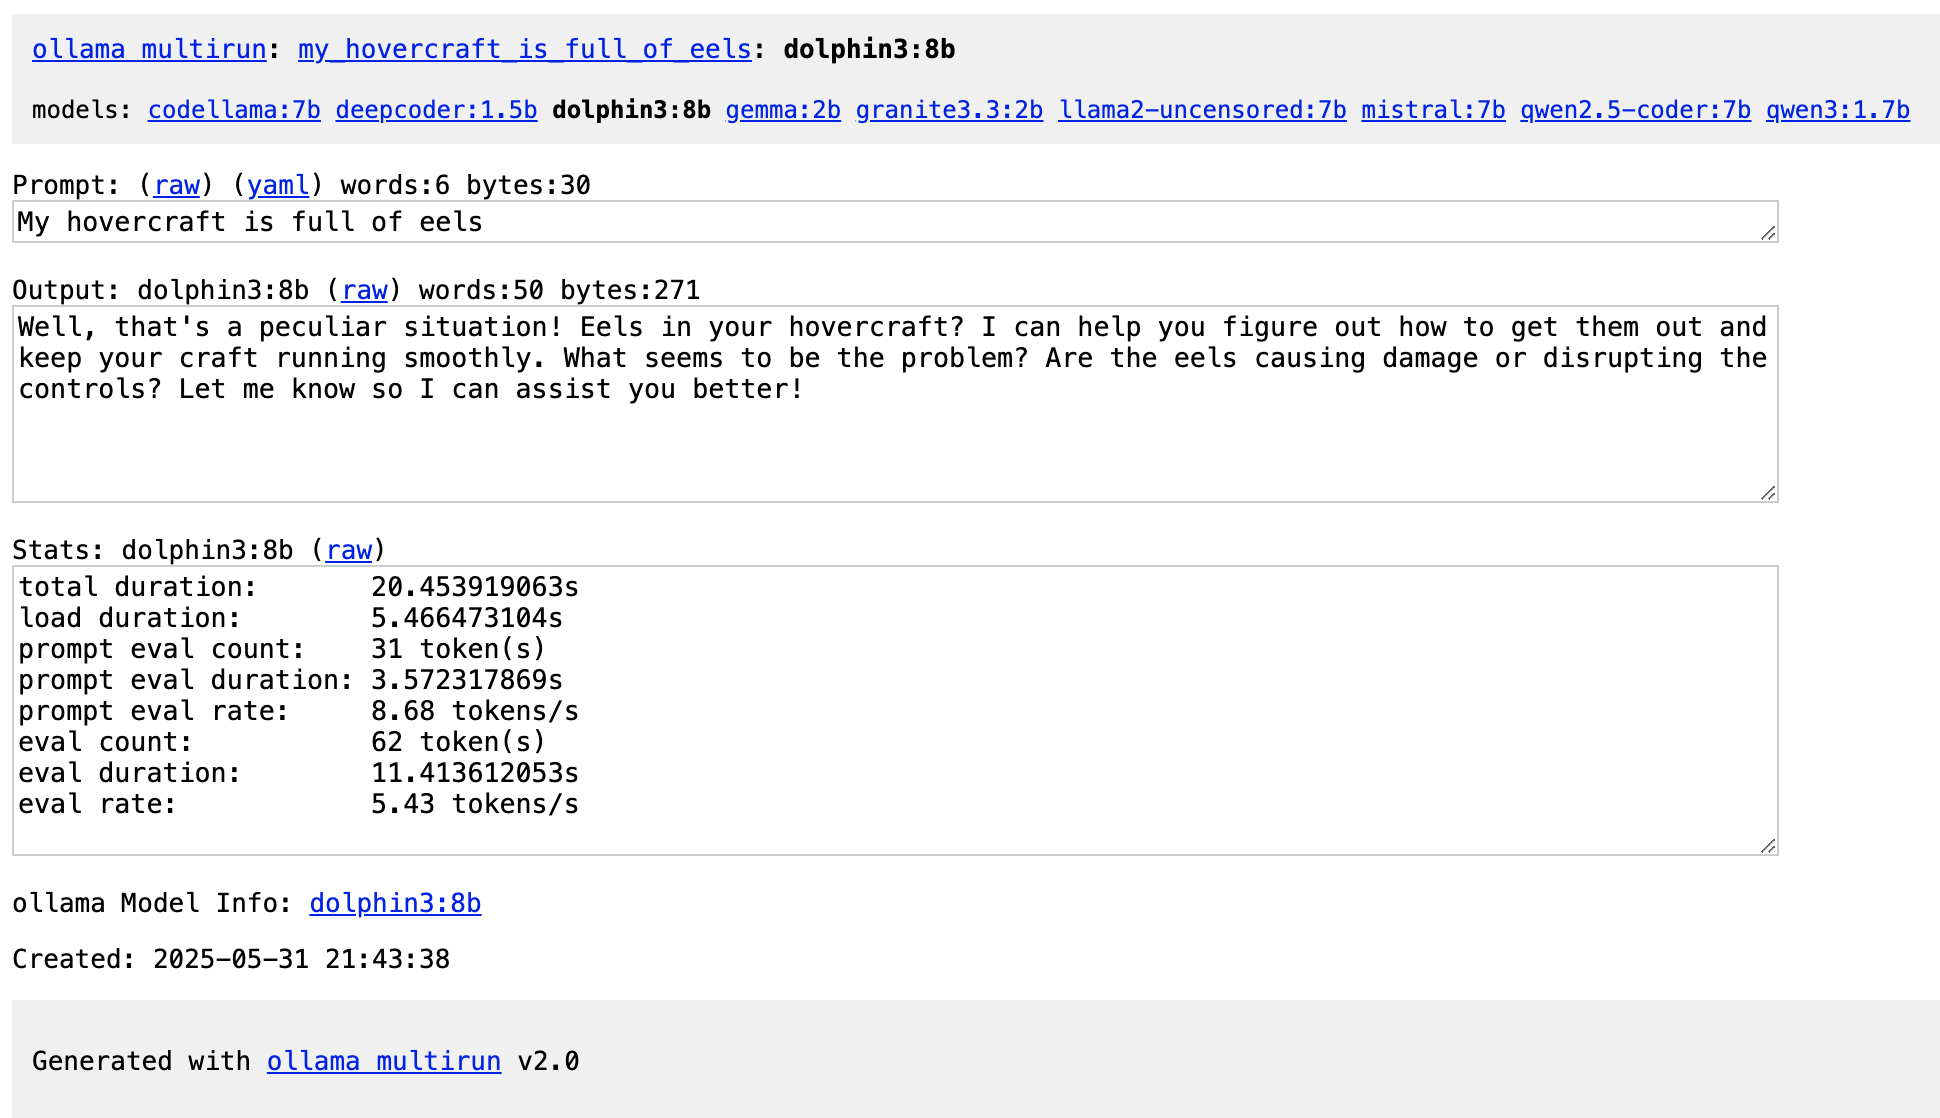 ollama multirun: my_hovercraft_is_full_of_eels: dolphin3:8b
models: codellama:7b deepcoder:1.5b dolphin3:8b gemma:2b granite3.3:2b llama2-uncensored:7b mistral:7b qwen2.5-coder:7b qwen3:1.7b
Prompt: (raw) (yaml) words:6 bytes:30
My hovercraft is full of eels
Output: dolphin3:8b (raw) words:50 bytes:271
Well, that's a peculiar situation! Eels in your hovercraft? I can help you figure out how to get them out and
keep your craft running smoothly. What seems to be the problem? Are the eels causing damage or disrupting the
controls? Let me know so I can assist you better!
Stats: dolphin3:8b (raw)
total duration:       20.453919063s
load duration:        5.466473104s
prompt eval count:    31 token(s)
prompt eval duration: 3.572317869s
prompt eval rate:     8.68 tokens/s
eval count:           62 token(s)
eval duration:        11.413612053s
eval rate:            5.43 tokens/s
ollama Model Info: dolphin3:8b
Created: 2025-05-31 21:43:38
Generated with ollama multirun v2.0